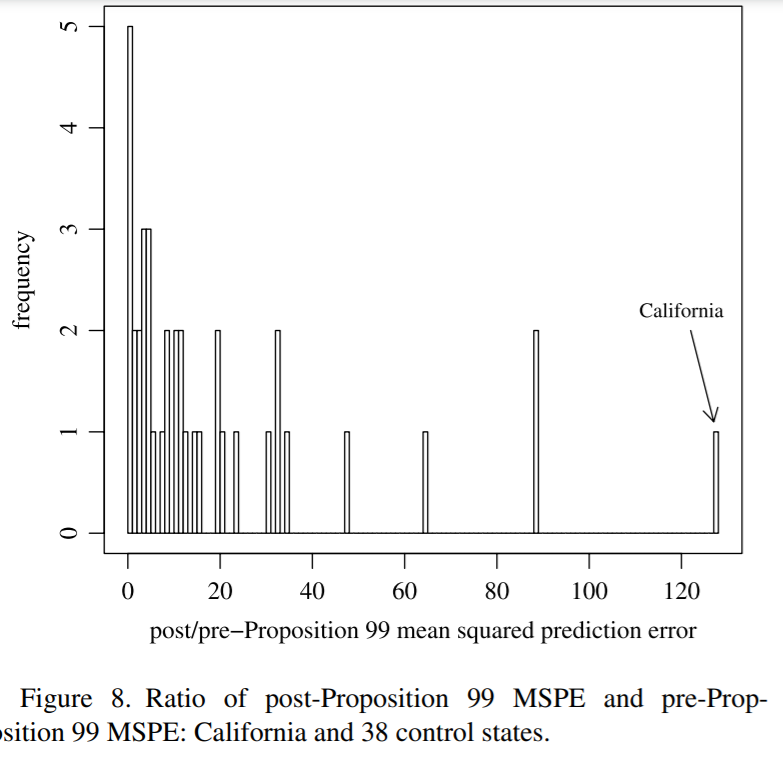 5
4
3
2
1
0
frequency
California
0 20 40 60 80 100 120
post/pre−Proposition 99 mean squared prediction error
Figure 8. Ratio of post-Proposition 99 MSPE and pre-Prop-
osition 99 MSPE: California and 38 control states.